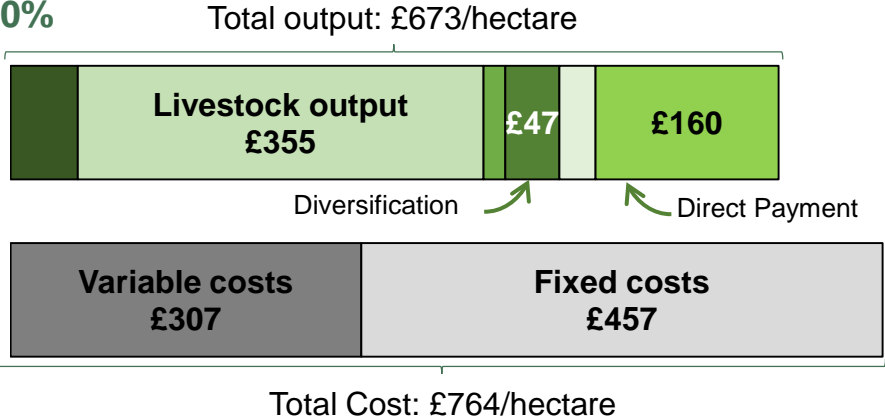 0%
Total output: £673/hectare
Livestock output
£355
£47
£160
Diversification
Direct Payment
Variable costs
£307
Fixed costs
£457
Total Cost: £764/hectare